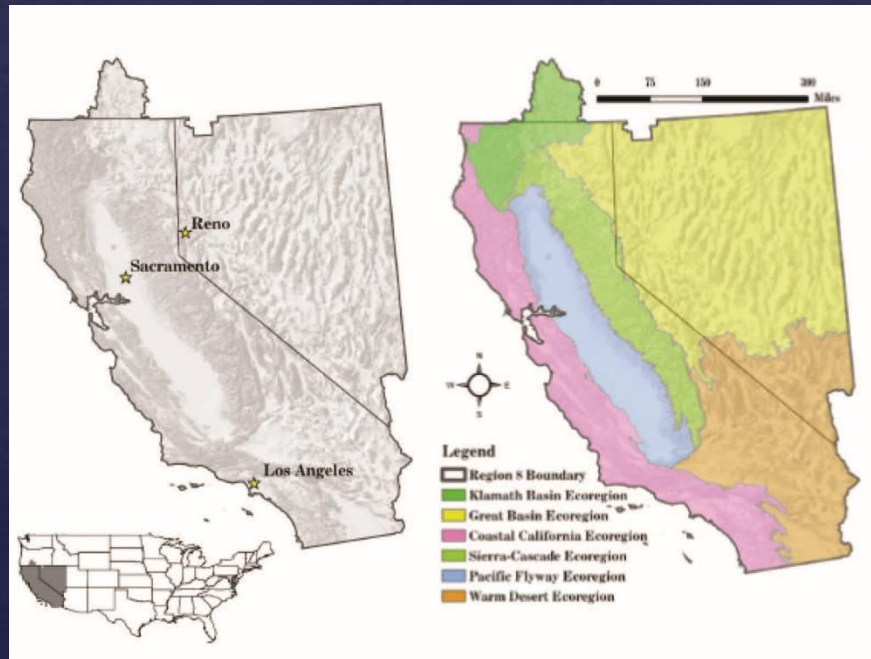 Reno
Sacramento
Los Angeles
0 75 150 300
Miles
N
W E
S
Legend
Region 8 Boundary
Klamath Basin Ecoregion
Great Basin Ecoregion
Coastal California Ecoregion
Sierra-Cascade Ecoregion
Pacific Flyway Ecoregion
Warm Desert Ecoregion